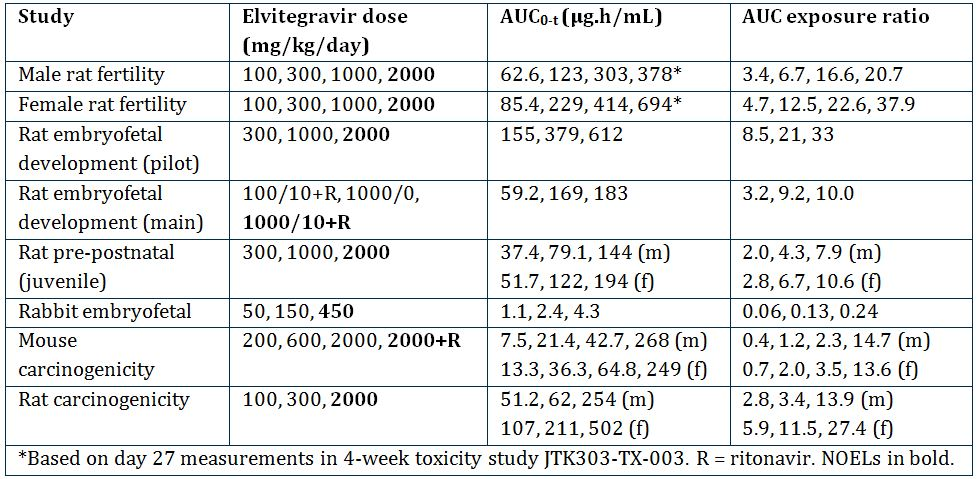 Study Elvitegravir dose (mg/kg/day) AUC0-t (µg.h/mL) AUC exposure ratio
Male rat fertility 100, 300, 1000, 2000 62.6, 123, 303, 378* 3.4, 6.7, 16.6, 20.7
Female rat fertility 100, 300, 1000, 2000 85.4, 229, 414, 694* 4.7, 12.5, 22.6, 37.9
Rat embryofetal 300, 1000, 2000 155, 379, 612 8.5, 21, 33
development (pilot)
Rat embryofetal 100/10+R, 1000/0, 59.2, 169, 183 3.2, 9.2, 10.0
development (main) 1000/10+R
Rat pre-postnatal 300, 1000, 2000 37.4, 79.1, 144 (m) 2.0, 4.3, 7.9 (m)
(juvenile) 51.7, 122, 194 (f) 2.8, 6.7, 10.6 (f)
Rabbit embryofetal 50, 150, 450 1.1, 2.4, 4.3 0.06, 0.13, 0.24
Mouse 200, 600, 2000, 2000+R 7.5, 21.4, 42.7, 268 (m) 0.4, 1.2, 2.3, 14.7 (m)
carcinogenicity 13.3, 36.3, 64.8, 249 (f) 0.7, 2.0, 3.5, 13.6 (f)
Rat carcinogenicity 100, 300, 2000 51.2, 62, 254 (m) 2.8, 3.4, 13.9 (m)
107, 211, 502 (f) 5.9, 11.5, 27.4 (f)
*Based on day 27 measurements in 4-week toxicity study JTK303-TX-003. R = ritonavir. NOELs in bold.